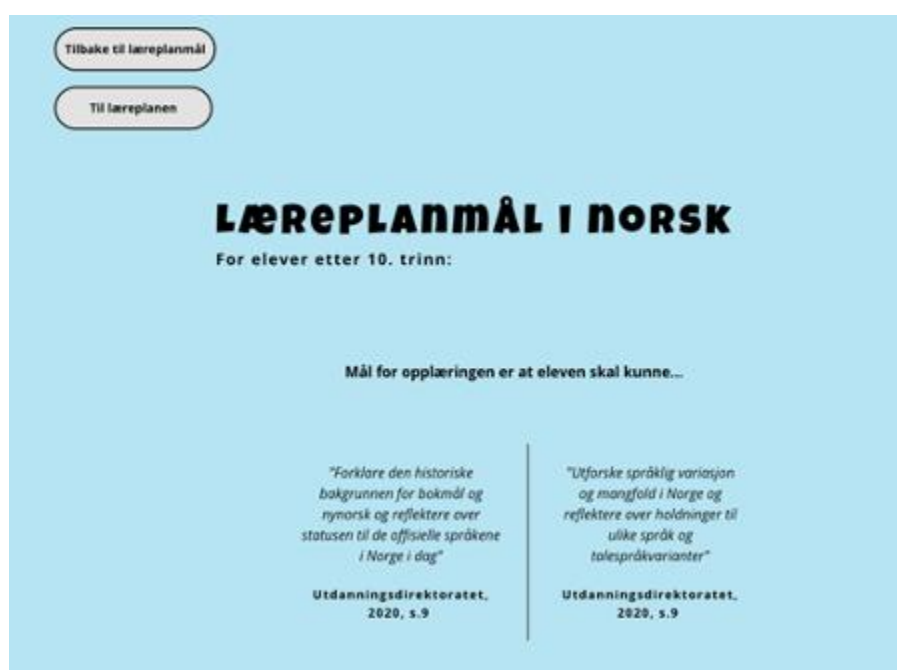 Tilbake til læreplanmål
Til læreplanen
Læreplanmål i norsk
For elever etter 10. trinn:
Mål for opplæringen er at eleven skal kunne...
"Forklare den historiske
bakgrunnen for bokmål og
nynorsk og reflektere over
statusen til de offisielle språkene
i Norge i dag"
Utdanningsdirektoratet,
2020, s.9
"Utforske språklig variasjon
og mangfold i Norge og
reflektere over holdninger til
ulike språk og
talespråkvarianter"
Utdanningsdirektoratet,
2020, s.9